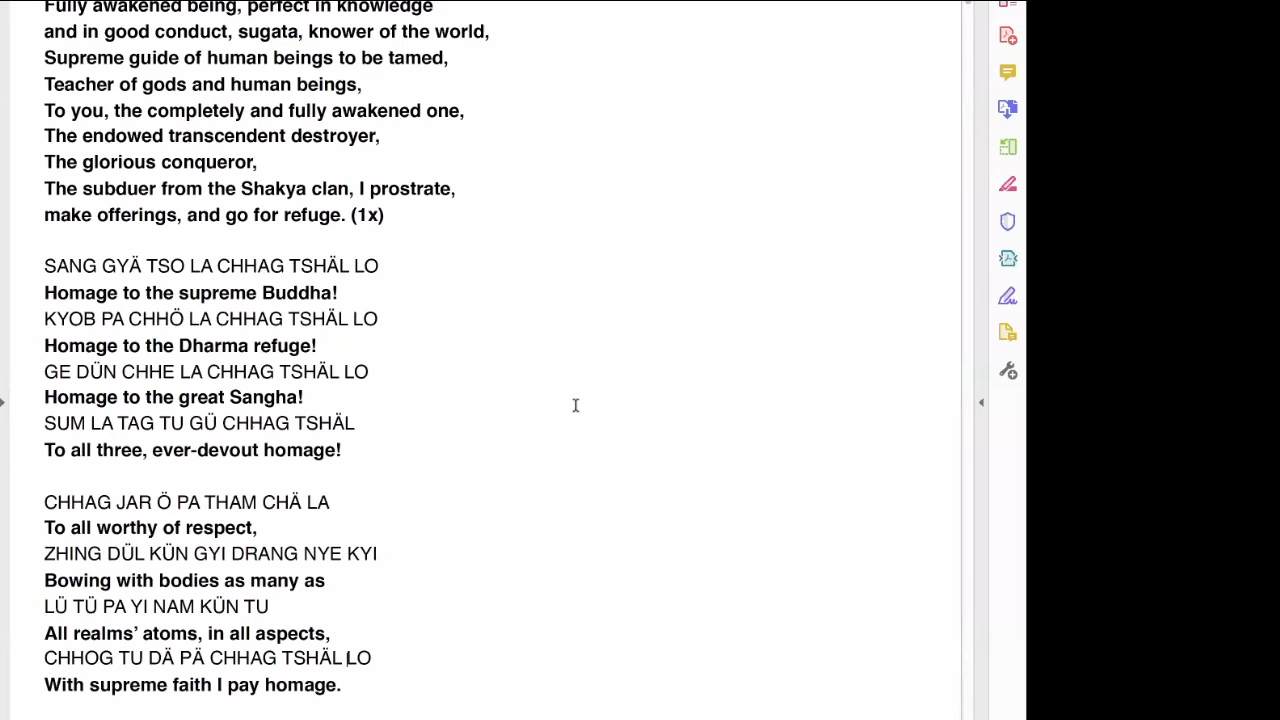 Fully awakened being, perfect in knowledge
and in good conduct, sugata, knower of the world,
Supreme guide of human beings to be tamed,
Teacher of gods and human beings,
To you, the completely and fully awakened one,
The endowed transcendent destroyer,
The glorious conqueror,
The subduer from the Shakya clan, I prostrate,
make offerings, and go for refuge. (1x)
SANG GYÄ TSO LA CHHAG TSHÄL LO
Homage to the supreme Buddha!
KYOB PA CHHÖ LA CHHAG TSHÄL LO
Homage to the Dharma refuge!
GE DÜN CHHE LA CHHAG TSHÄL LO
Homage to the great Sangha!
SUM LA TAG TU GÜ CHHAG TSHÄL
To all three, ever-devout homage!
CHHAG JAR Ö PA THAM CHÄ LA
To all worthy of respect,
ZHING DÜL KÜN GYI DRANG NYE KYI
Bowing with bodies as many as
LÜ TÜ PA YI NAM KÜN TU
All realms’ atoms, in all aspects,
CHHOG TU DÄ PÄ CHHAG TSHÄL LO
With supreme faith I pay homage.